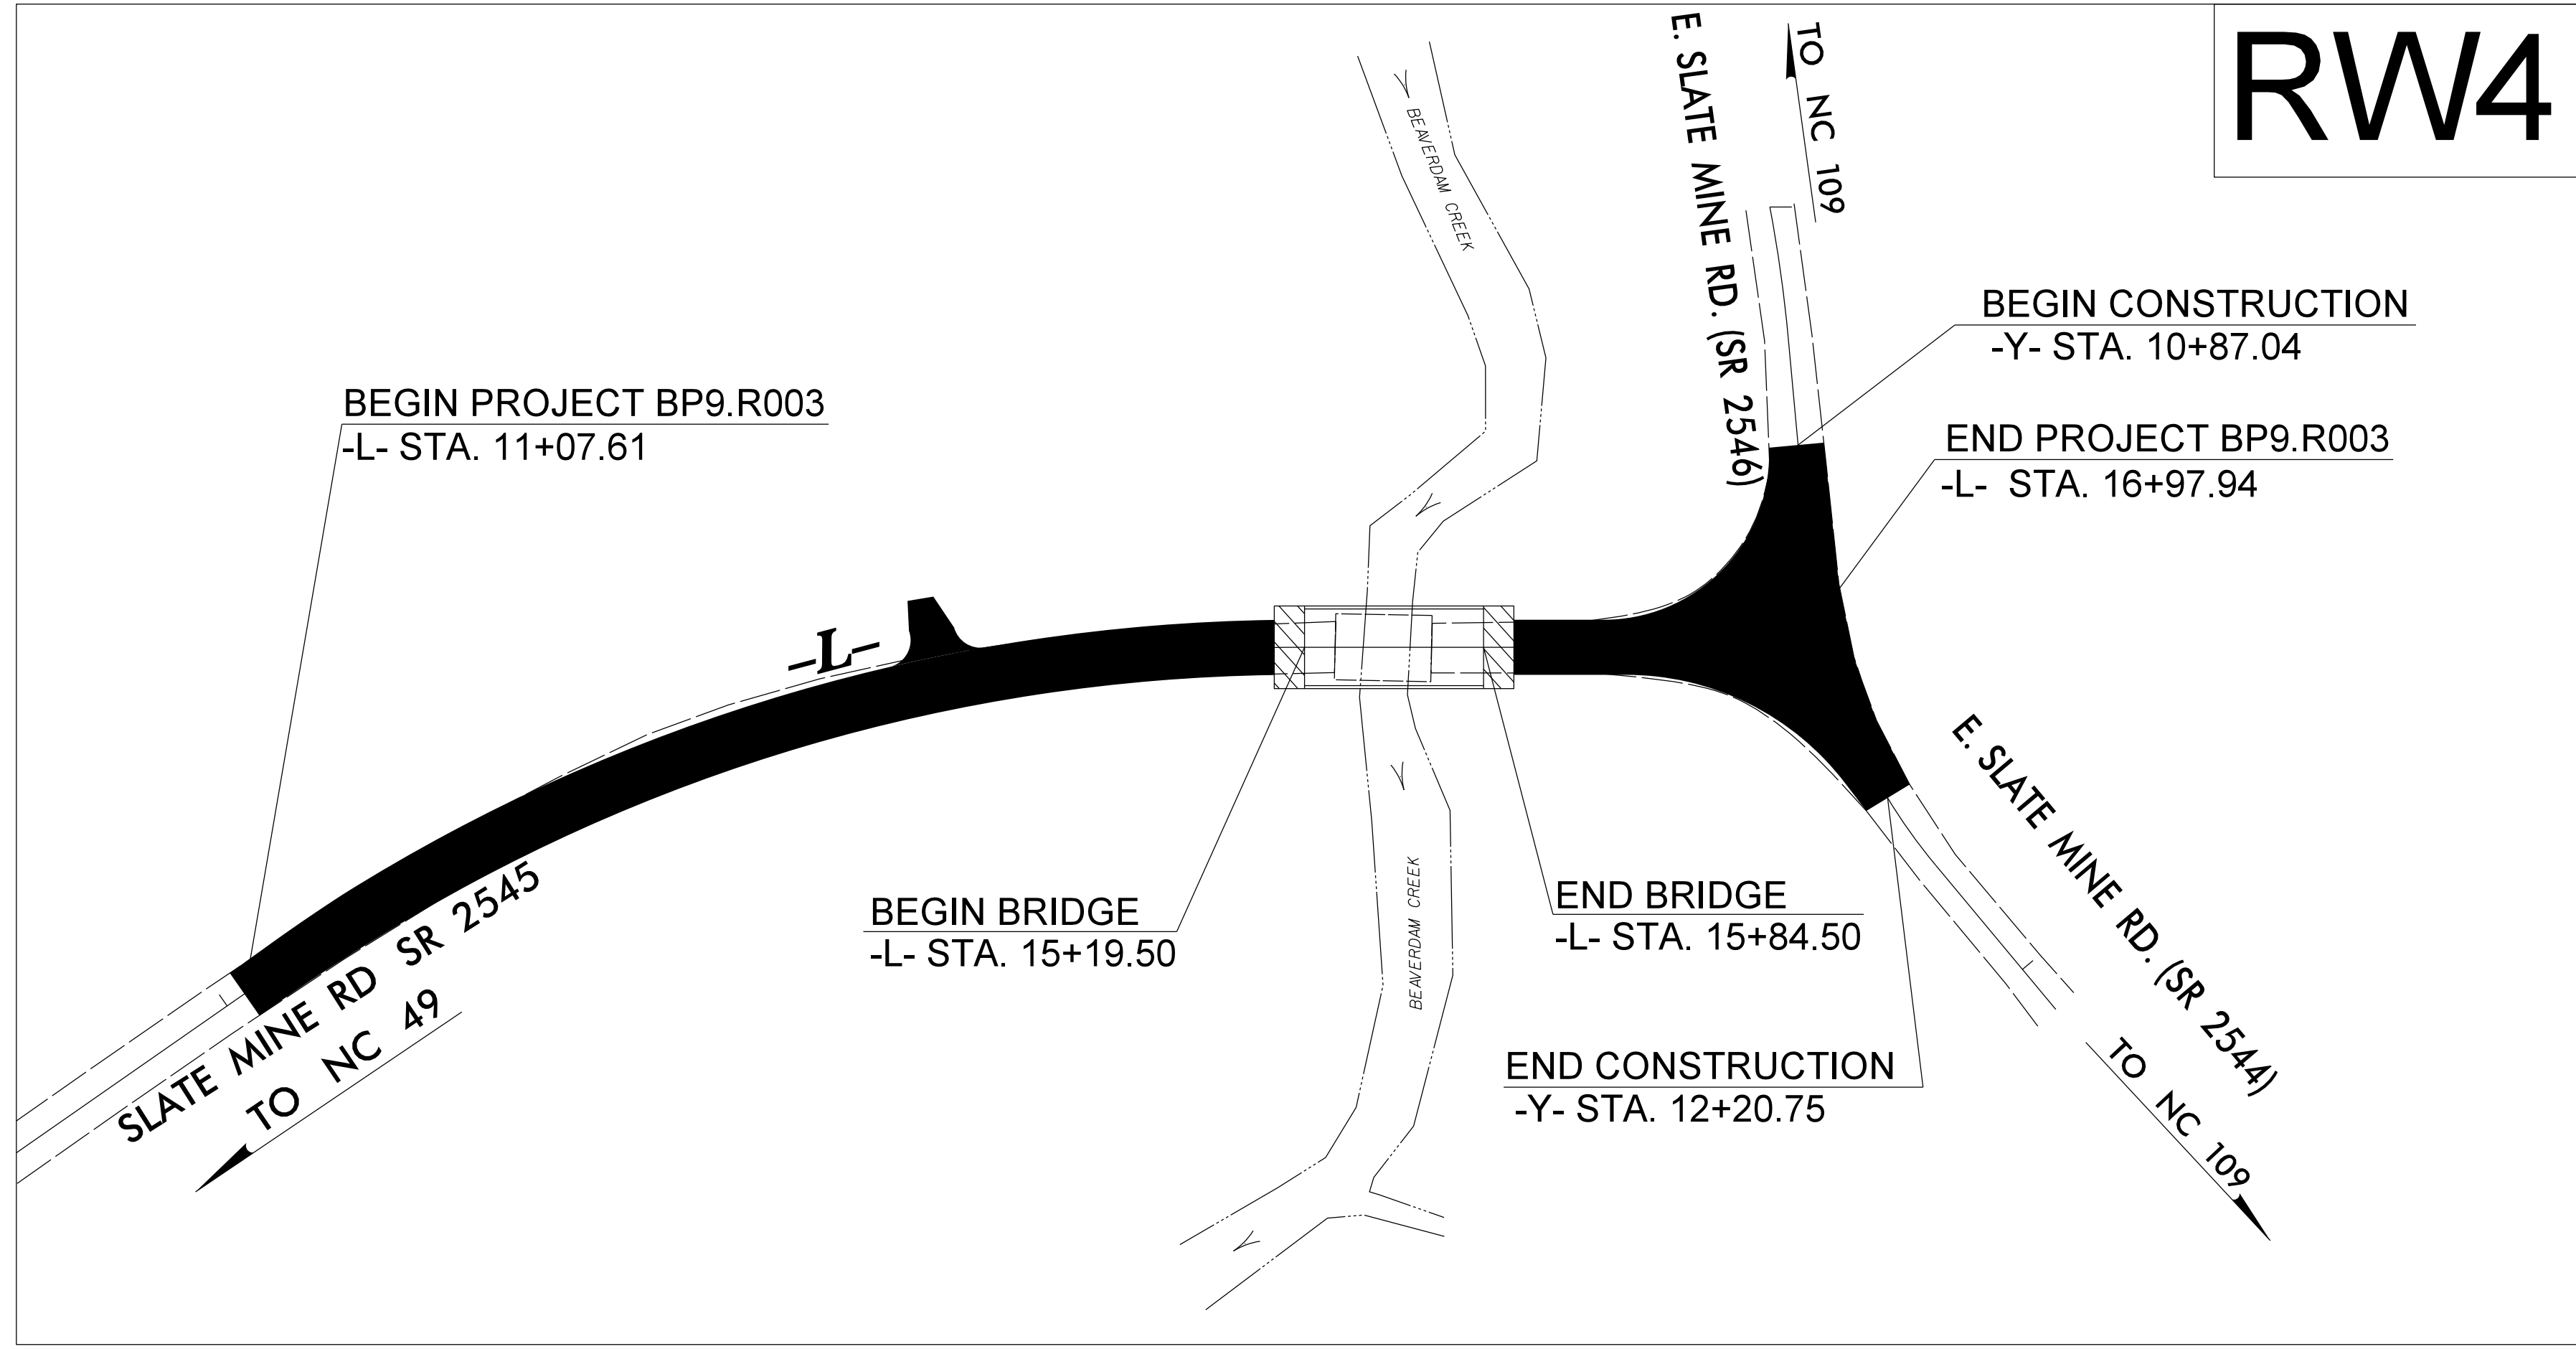 RW4
E. SLATE MINE RD. (SR 2546)
TO NC 109
BEAVERDAM CREEK
BEGIN CONSTRUCTION
-Y- STA. 10+87.04
BEGIN PROJECT BP9.R003
-L- STA. 11+07.61
END PROJECT BP9.R003
-L- STA. 16+97.94
-L-
BEGIN BRIDGE
-L- STA. 15+19.50
END BRIDGE
-L- STA. 15+84.50
BEAVERDAM CREEK
E. SLATE MINE RD. (SR 2544)
TO NC 109
SLATE MINE RD SR 2545
TO NC 49
END CONSTRUCTION
-Y- STA. 12+20.75